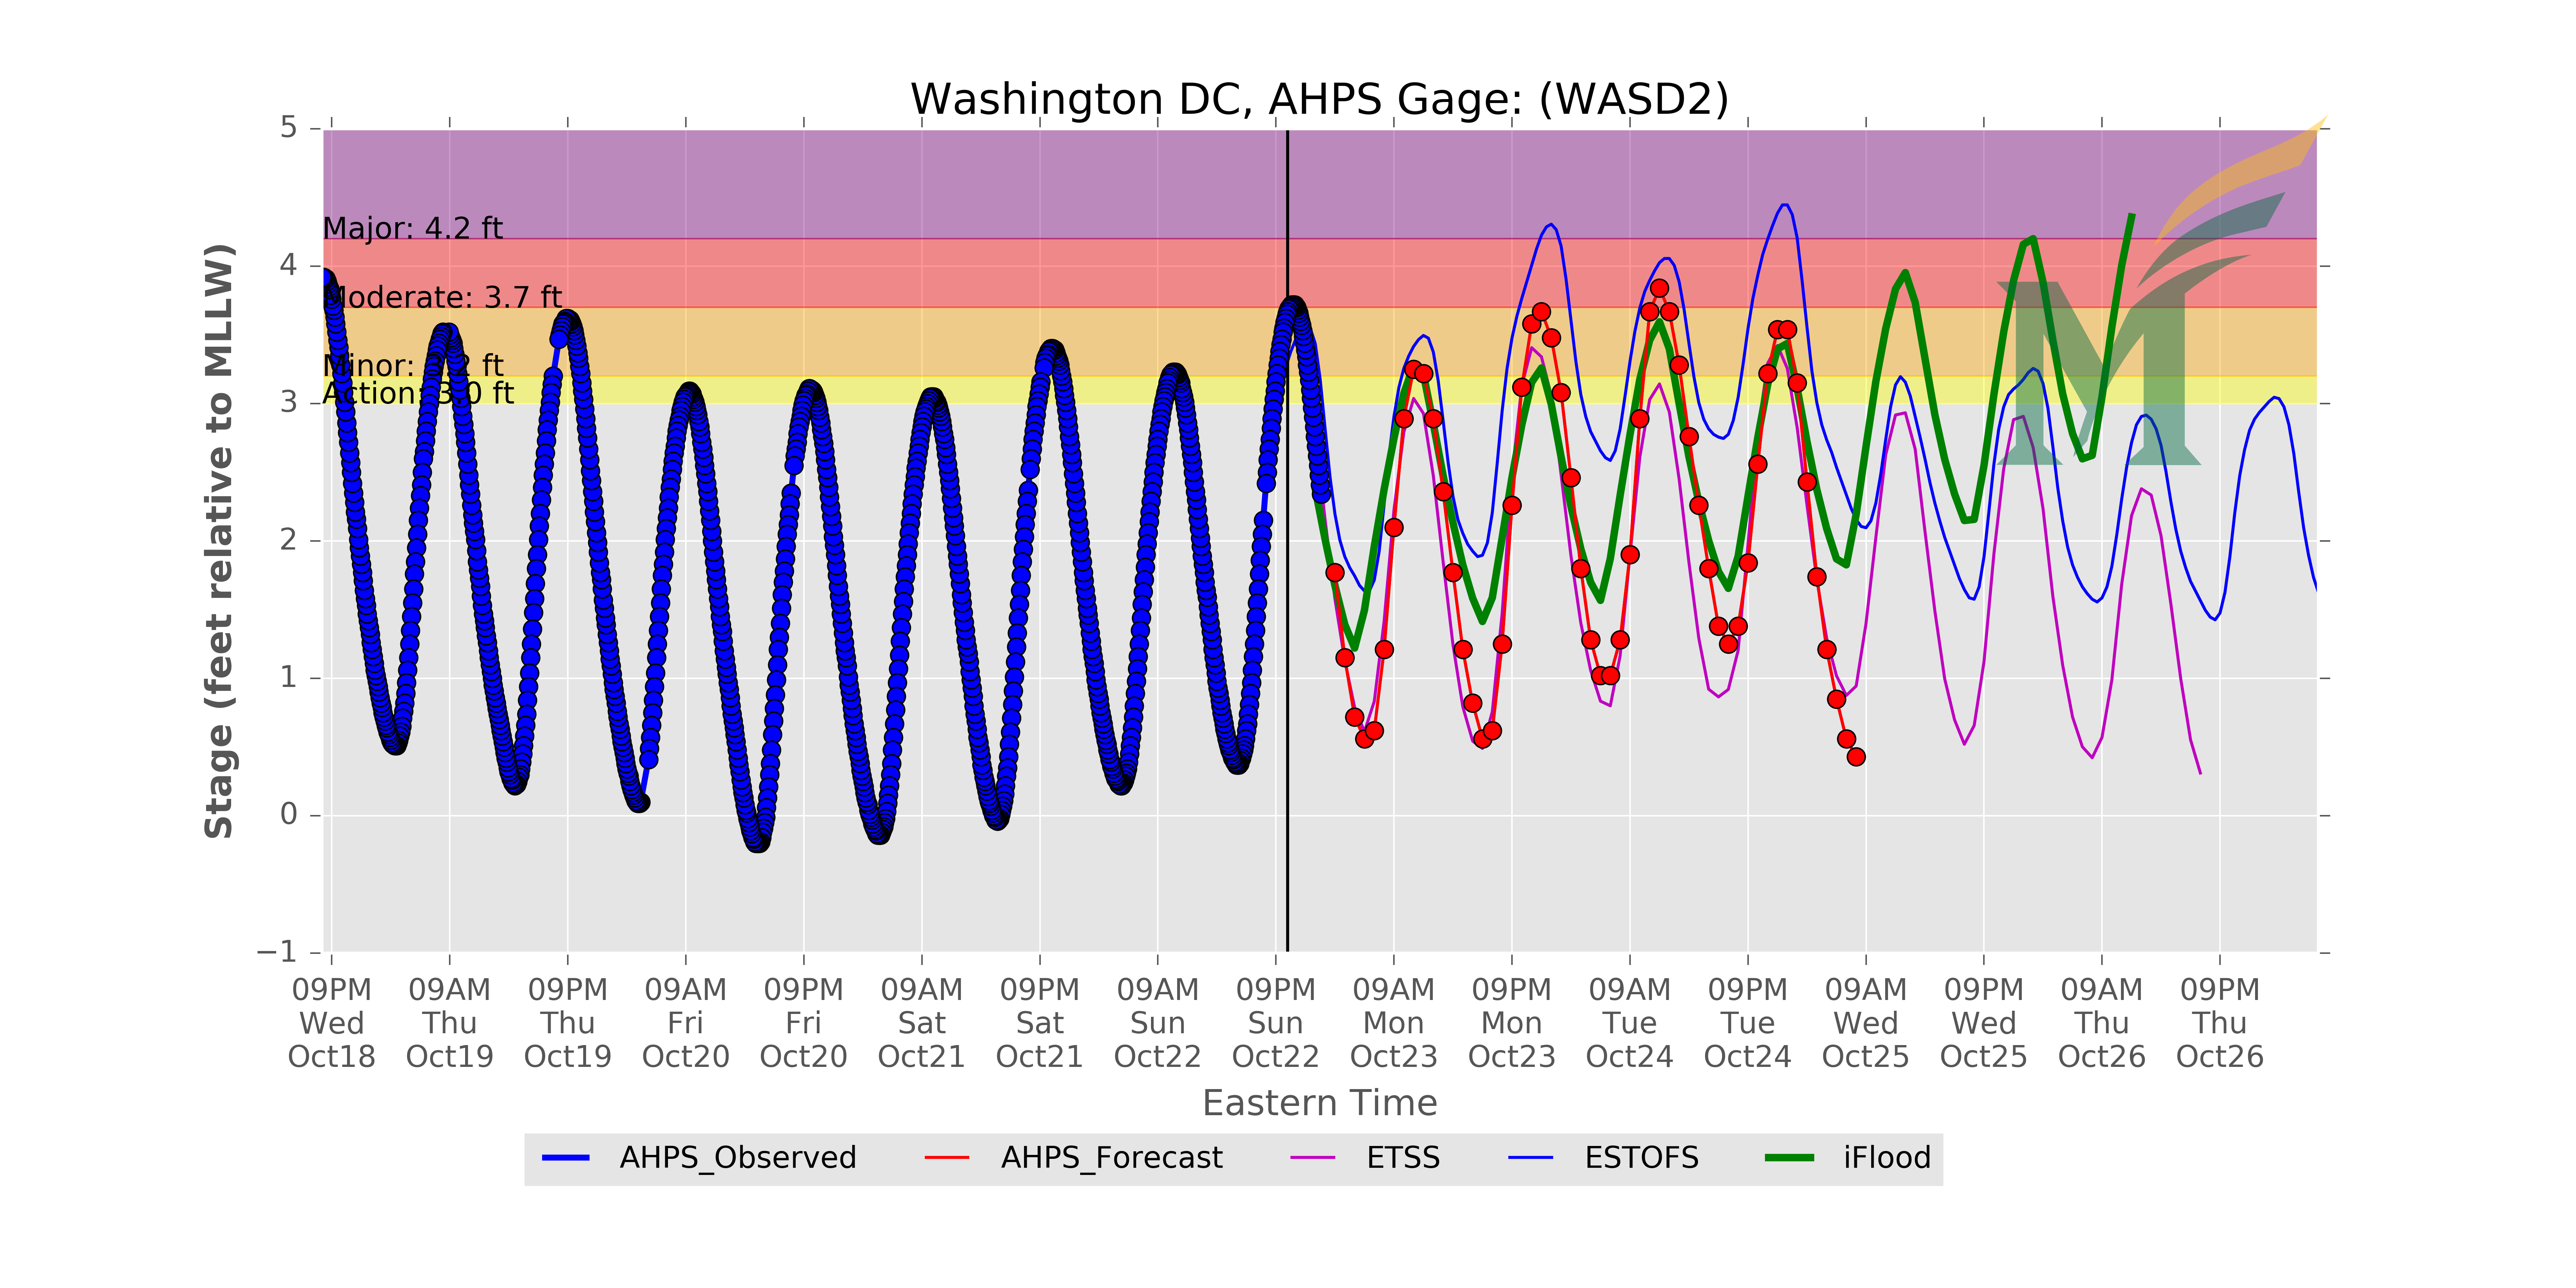 Washington DC, AHPS Gage: (WASD2)
5
4
3
2
1
0
−1
Stage (feet relative to MLLW)
Major: 4.2 ft
Moderate: 3.7 ft
Minor: 3.2 ft
Action: 3.0 ft
09PM 09AM 09PM 09AM 09PM 09AM 09PM 09AM 09PM 09AM 09PM 09AM 09PM 09AM 09PM 09AM 09PM
Wed Thu Thu Fri Fri Sat Sat Sun Sun Mon Mon Tue Tue Wed Wed Thu Thu
Oct18 Oct19 Oct19 Oct20 Oct20 Oct21 Oct21 Oct22 Oct22 Oct23 Oct23 Oct24 Oct24 Oct25 Oct25 Oct26 Oct26
Eastern Time
AHPS_Observed AHPS_Forecast ETSS ESTOFS iFlood